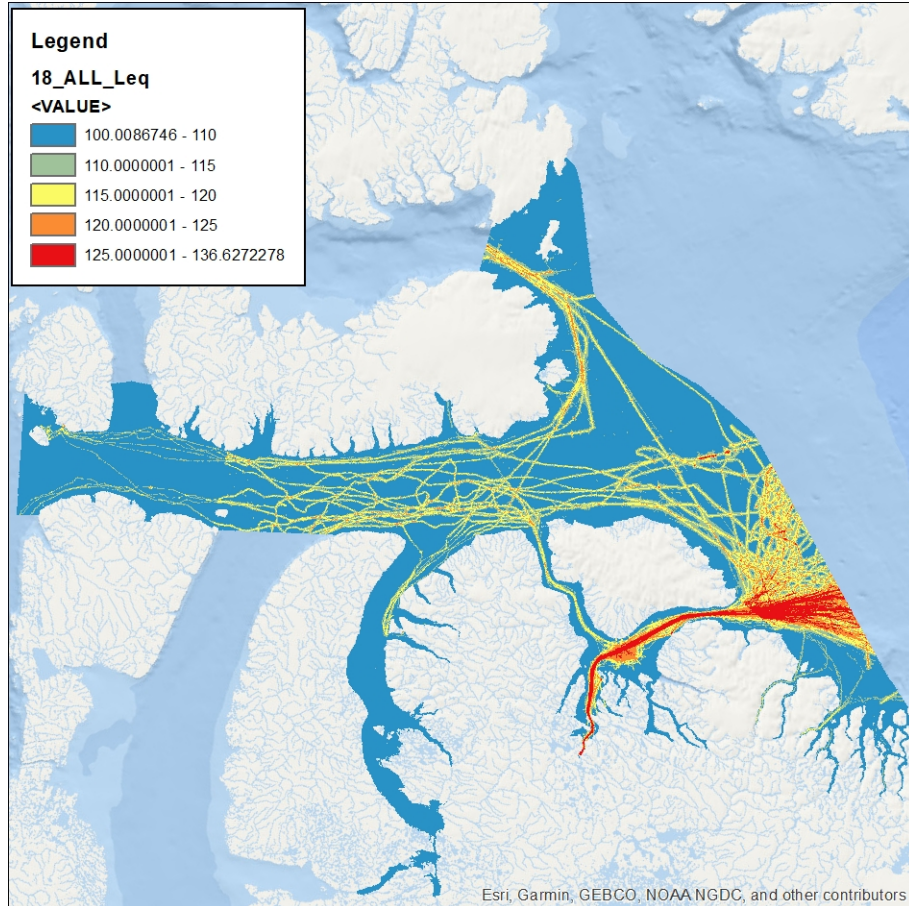 Legend
18_ALL_Leq
<VALUE>
100.0086746 - 110
110.0000001 - 115
115.0000001 - 120
120.0000001 - 125
125.0000001 - 136.6272278
Esri, Garmin, GEBCO, NOAA NGDC, and other contributors